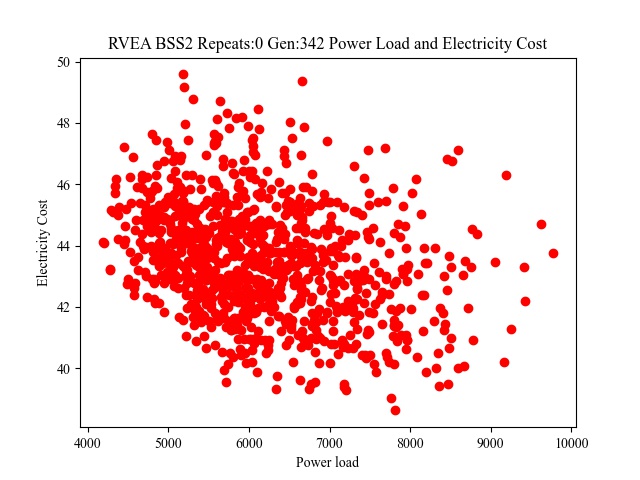 RVEA BSS2 Repeats:0 Gen:342 Power Load and Electricity Cost
50
48
46
44
42
40
Electricity Cost
4000 5000 6000 7000 8000 9000 10000
Power load